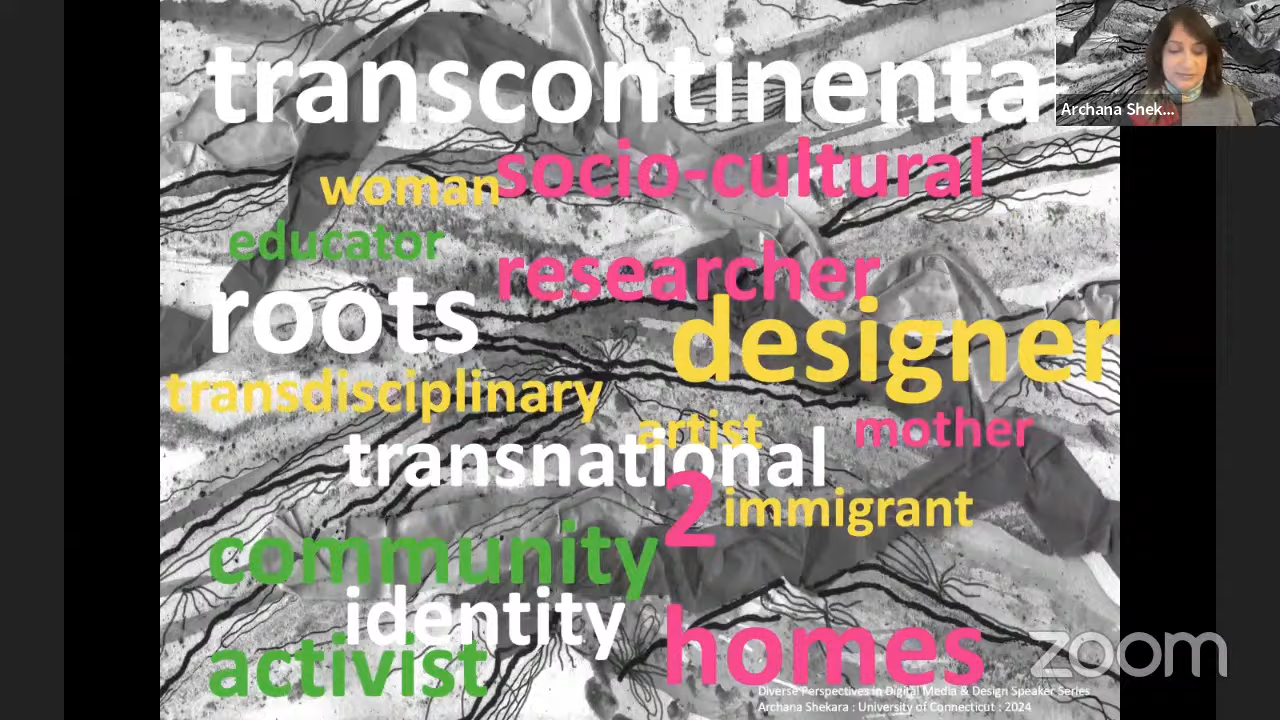 transcontinenta
Archana Shek...
socio-cultural
woman
educator
researcher
roots
designer
transdisciplinary
artist
mother
transnational
2
immigrant
community
identity
homes
activist
zoom
Diverse Perspectives in Digital Media & Design Speaker Series
Archana Shekara : University of Connecticut : 2024